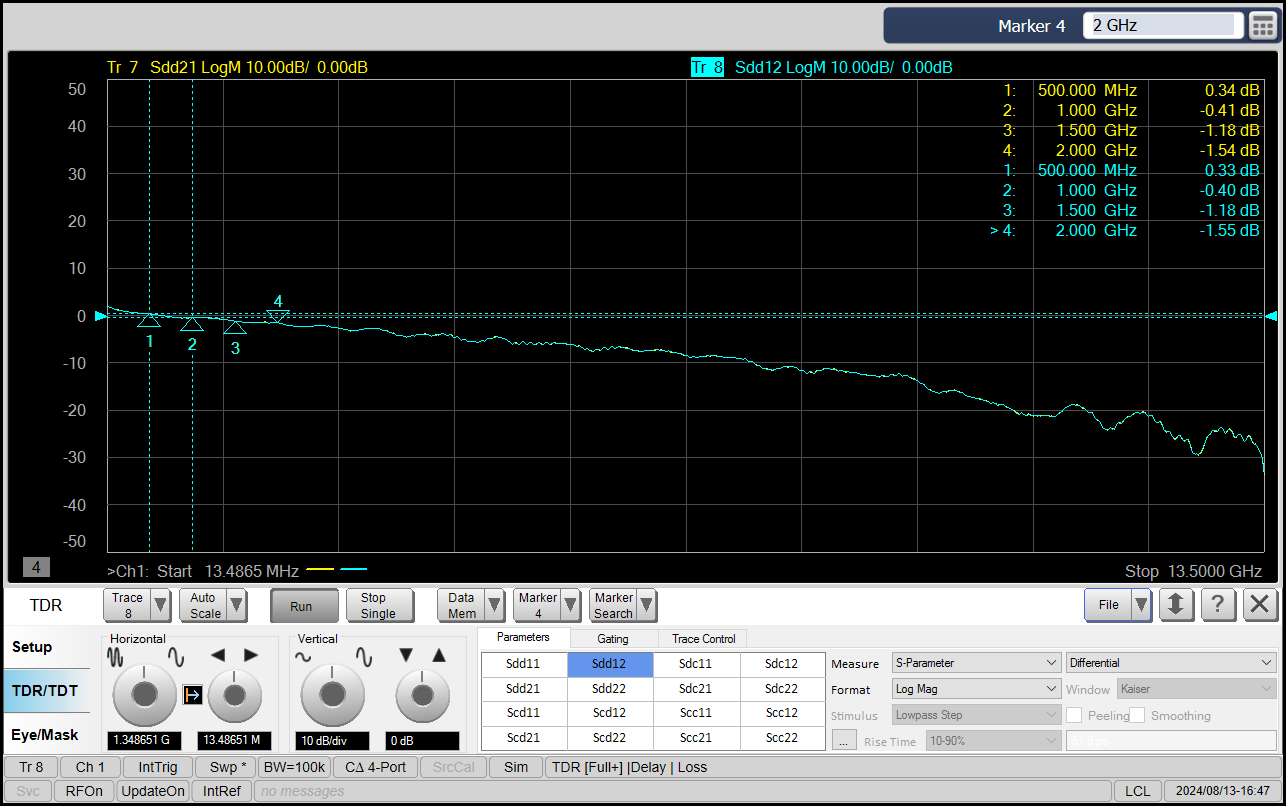 Marker 4 2 GHz
Tr 7 Sdd21 LogM 10.00dB/ 0.00dB Tr 8 Sdd12 LogM 10.00dB/ 0.00dB
50
40
30
20
10
0
-10
-20
-30
-40
-50
1: 500.000 MHz 0.34 dB
2: 1.000 GHz -0.41 dB
3: 1.500 GHz -1.18 dB
4: 2.000 GHz -1.54 dB
1: 500.000 MHz 0.33 dB
2: 1.000 GHz -0.40 dB
3: 1.500 GHz -1.18 dB
> 4: 2.000 GHz -1.55 dB
4
1
2
3
4
>Ch1: Start 13.4865 MHz Stop 13.5000 GHz
TDR
Trace 8
Auto Scale
Run
Stop Single
Data Mem
Marker 4
Marker Search
File
?
Setup
TDR/TDT
Eye/Mask
Horizontal
1.348651 G 13.48651 M
Vertical
10 dB/div 0 dB
Parameters Gating Trace Control
Sdd11 Sdd12 Sdc11 Sdc12
Sdd21 Sdd22 Sdc21 Sdc22
Scd11 Scd12 Scc11 Scc12
Scd21 Scd22 Scc21 Scc22
Measure S-Parameter Differential
Format Log Mag Window Kaiser
Stimulus Lowpass Step Peeling Smoothing
... Rise Time 10-90%
Tr 8 Ch 1 IntTrig Swp * BW=100k CΔ 4-Port SrcCal Sim TDR [Full+] |Delay | Loss
Svc RFOn UpdateOn IntRef no messages LCL 2024/08/13-16:47